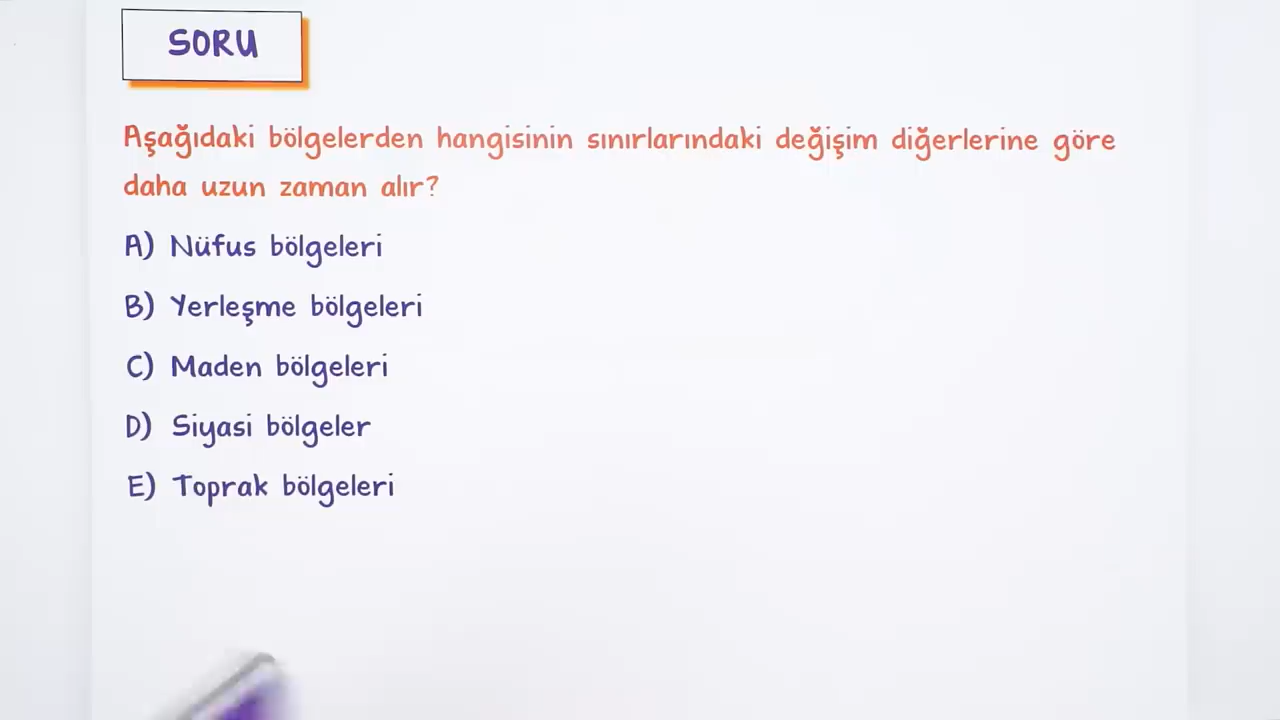 SORU
Aşağıdaki bölgelerden hangisinin sınırlarındaki değişim diğerlerine göre
daha uzun zaman alır?
A) Nüfus bölgeleri
B) Yerleşme bölgeleri
C) Maden bölgeleri
D) Siyasi bölgeler
E) Toprak bölgeleri